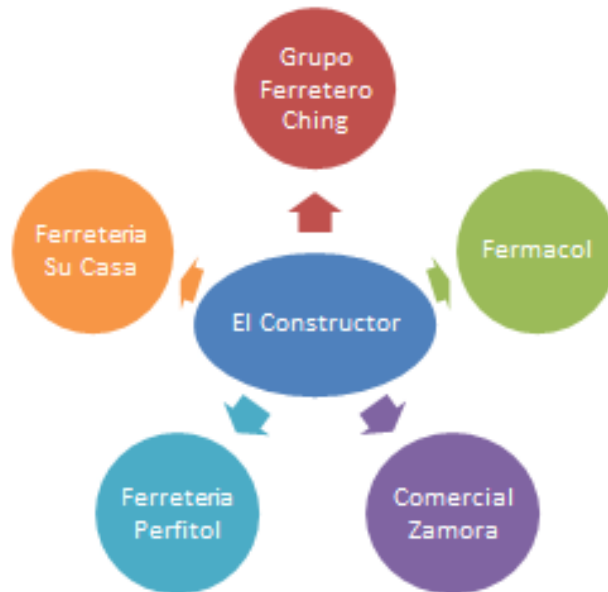 Grupo
Ferretero
Ching
Ferreteria
Su Casa
Fermacol
El Constructor
Ferreteria
Perfitol
Comercial
Zamora